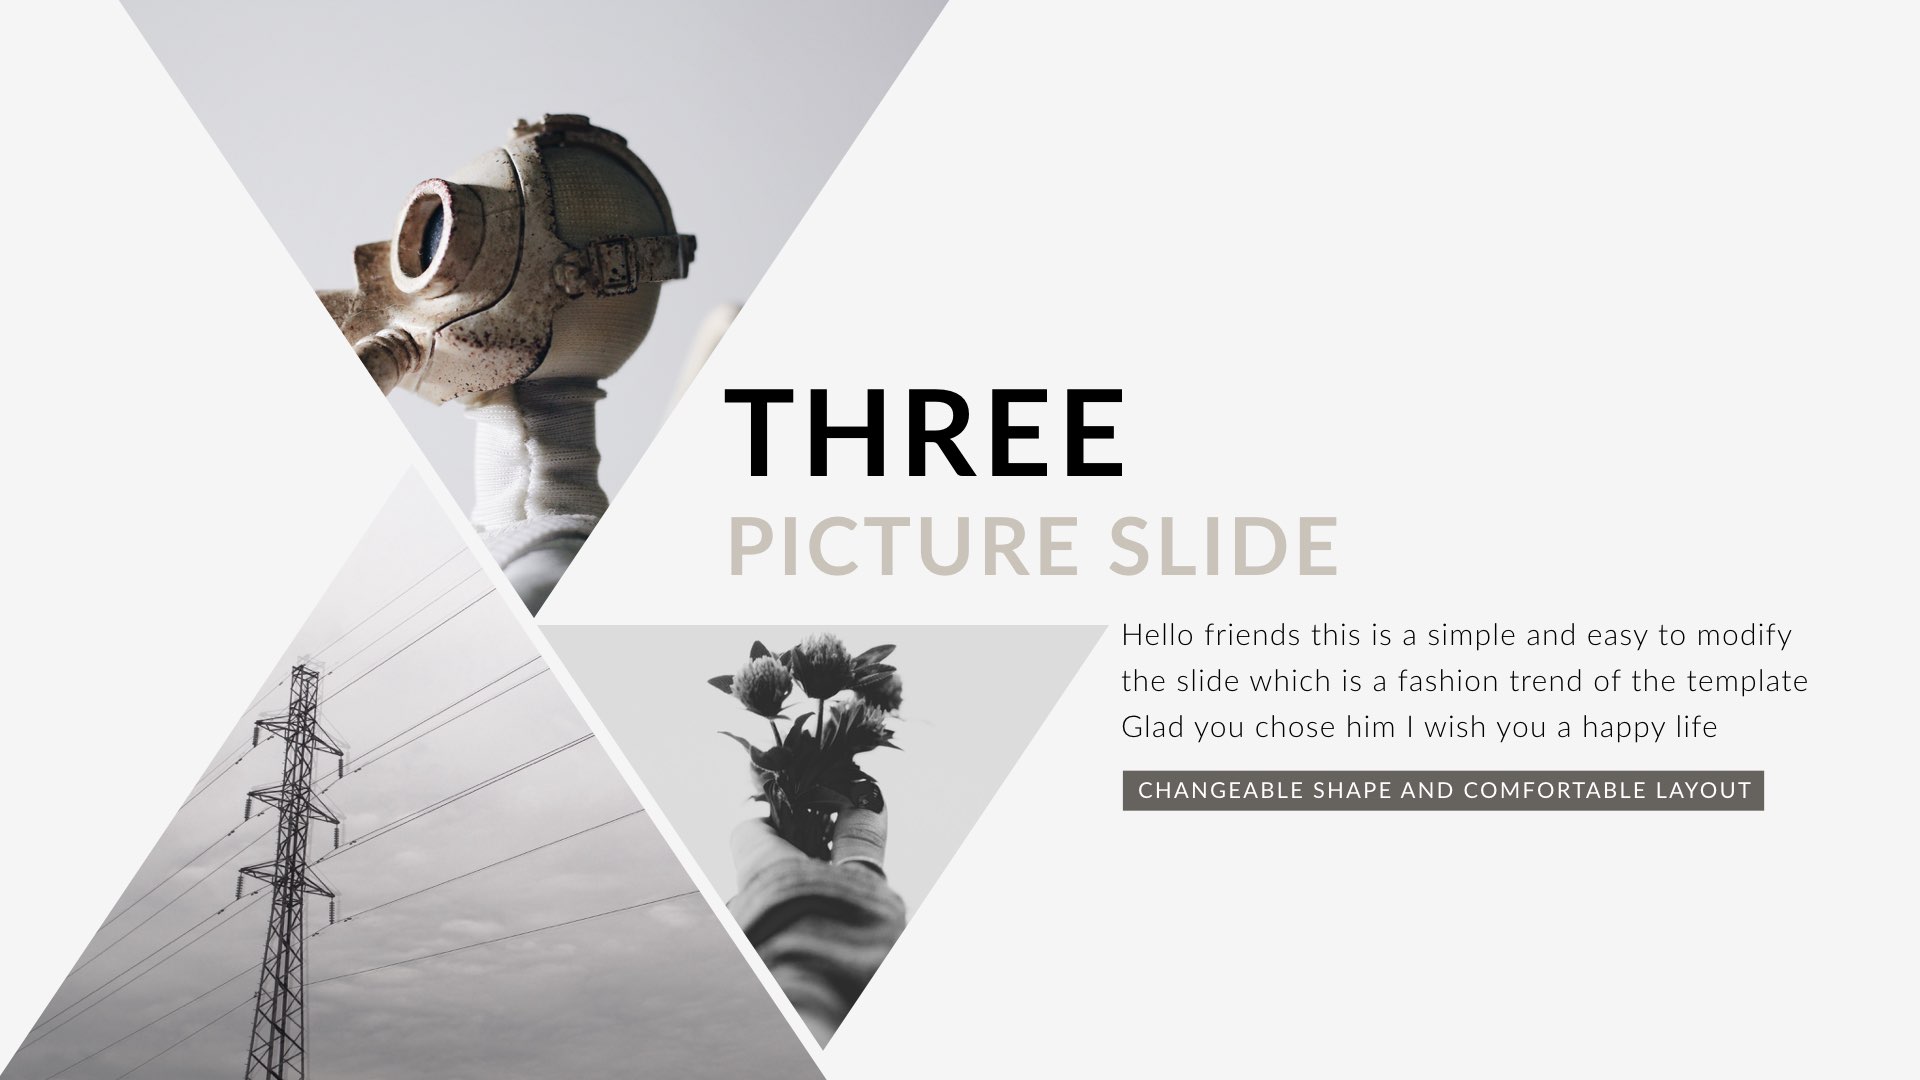 THREE
PICTURE SLIDE
Hello friends this is a simple and easy to modify
the slide which is a fashion trend of the template
Glad you chose him I wish you a happy life
CHANGEABLE SHAPE AND COMFORTABLE LAYOUT